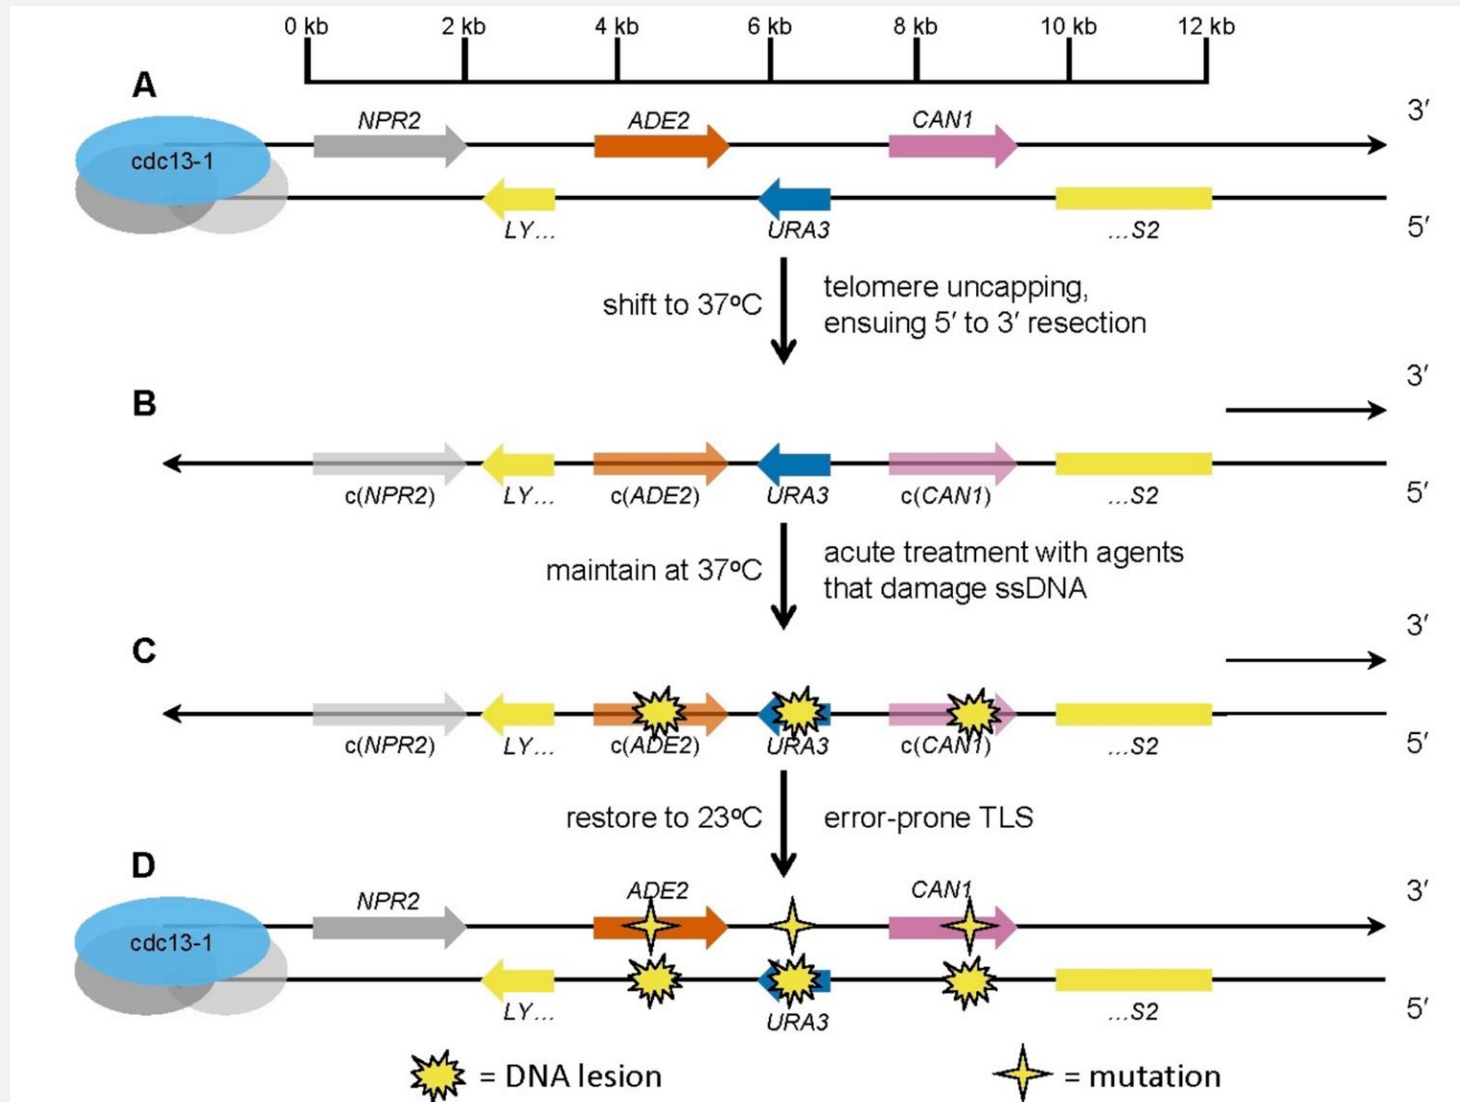 0 kb 2 kb 4 kb 6 kb 8 kb 10 kb 12 kb
A
NPR2 ADE2 CAN1 3′
cdc13-1
LY... URA3 ...S2 5′
shift to 37ºC telomere uncapping,
ensuing 5′ to 3′ resection
B 3′
c(NPR2) LY... c(ADE2) URA3 c(CAN1) ...S2 5′
maintain at 37ºC acute treatment with agents
that damage ssDNA
C 3′
c(NPR2) LY... c(ADE2) URA3 c(CAN1) ...S2 5′
restore to 23ºC error-prone TLS
D
NPR2 ADE2 CAN1 3′
cdc13-1
LY... URA3 ...S2 5′
= DNA lesion = mutation